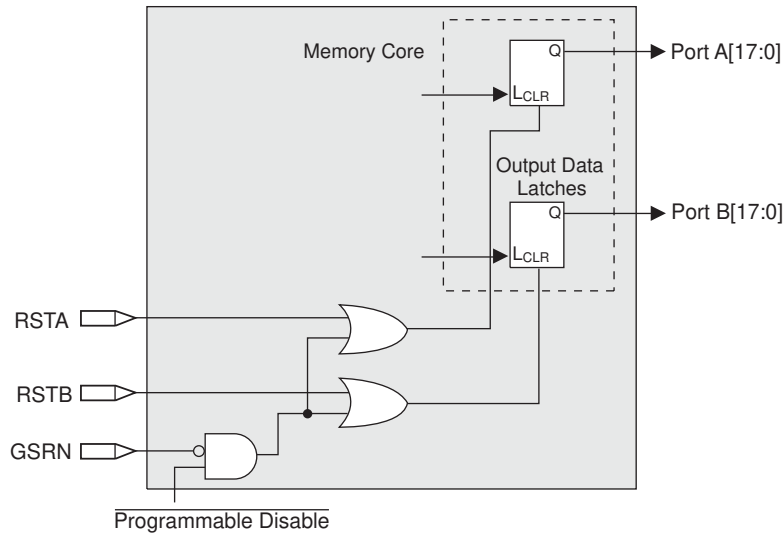 Memory Core
Q
Port A[17:0]
LCLR
Output Data
Latches
Q
Port B[17:0]
LCLR
RSTA
RSTB
GSRN
Programmable Disable